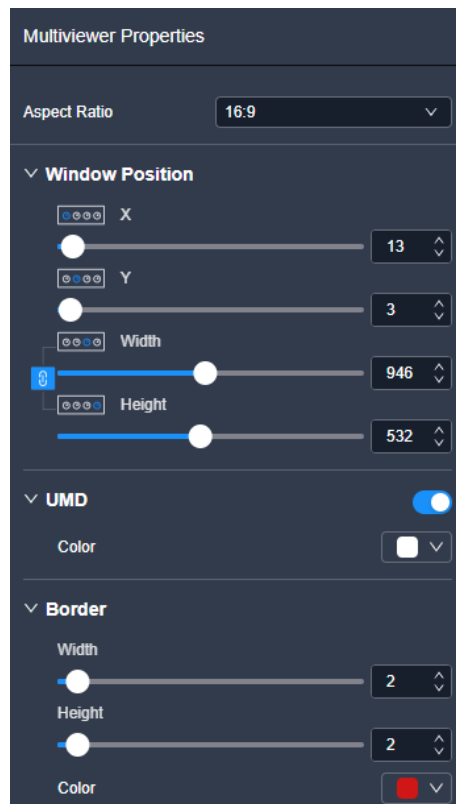 Multiviewer Properties
Aspect Ratio 16:9
Window Position
X
13
Y
3
Width
946
Height
532
UMD
Color
Border
Width
2
Height
2
Color